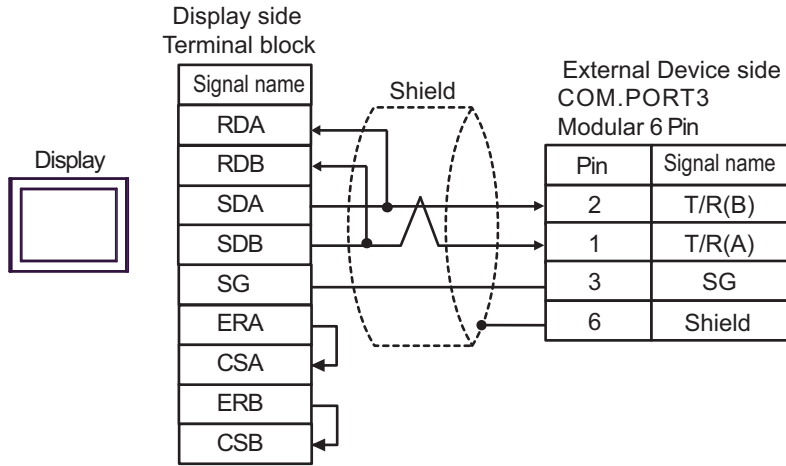 Display side
Terminal block
Signal name
RDA
RDB
SDA
SDB
SG
ERA
CSA
ERB
CSB
Display
Shield
External Device side
COM.PORT3
Modular 6 Pin
Pin Signal name
2 T/R(B)
1 T/R(A)
3 SG
6 Shield